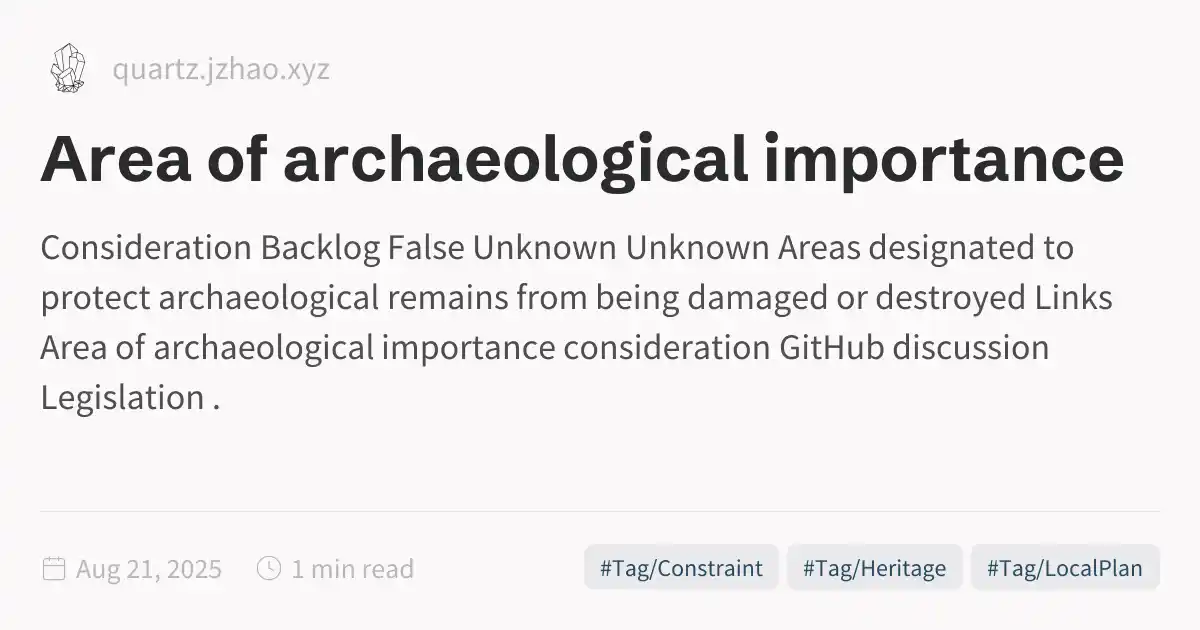 quartz.jzhao.xyz
Area of archaeological importance
Consideration Backlog False Unknown Unknown Areas designated to
protect archaeological remains from being damaged or destroyed Links
Area of archaeological importance consideration GitHub discussion
Legislation .
Aug 21, 2025 1 min read #Tag/Constraint #Tag/Heritage #Tag/LocalPlan